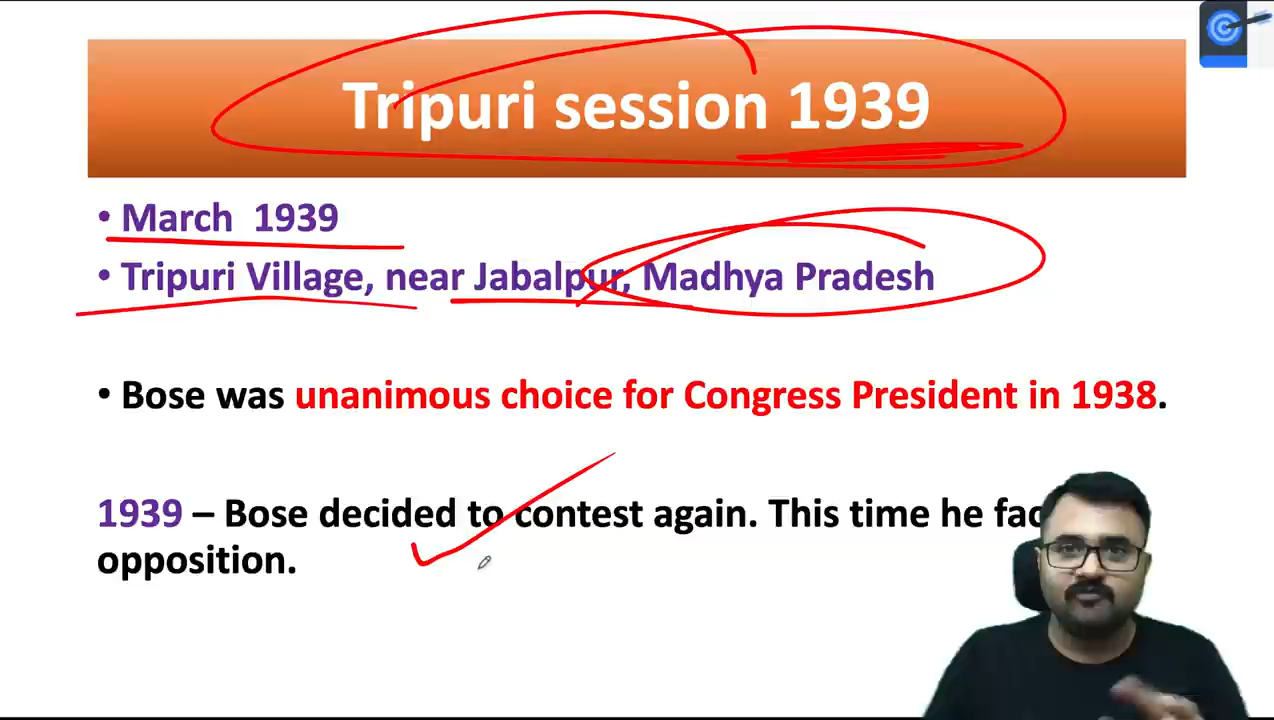 Tripuri session 1939
• March 1939
• Tripuri Village, near Jabalpur, Madhya Pradesh
• Bose was unanimous choice for Congress President in 1938.
1939 – Bose decided to contest again. This time he
opposition.